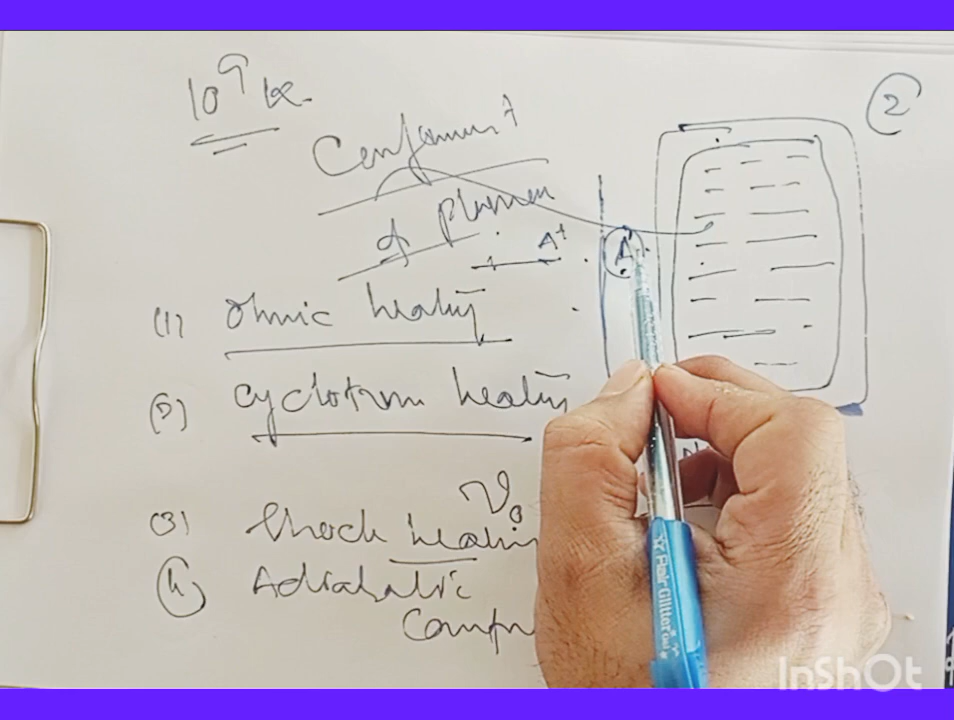 10⁹ K.
2
Confinement
of Plasma
A⁺
A
(1) Ohmic heating
(2) Cyclotron heating
V₀
(3) Shock heating
(4) Adiabatic
Compr
Flair Glitter
InShOt